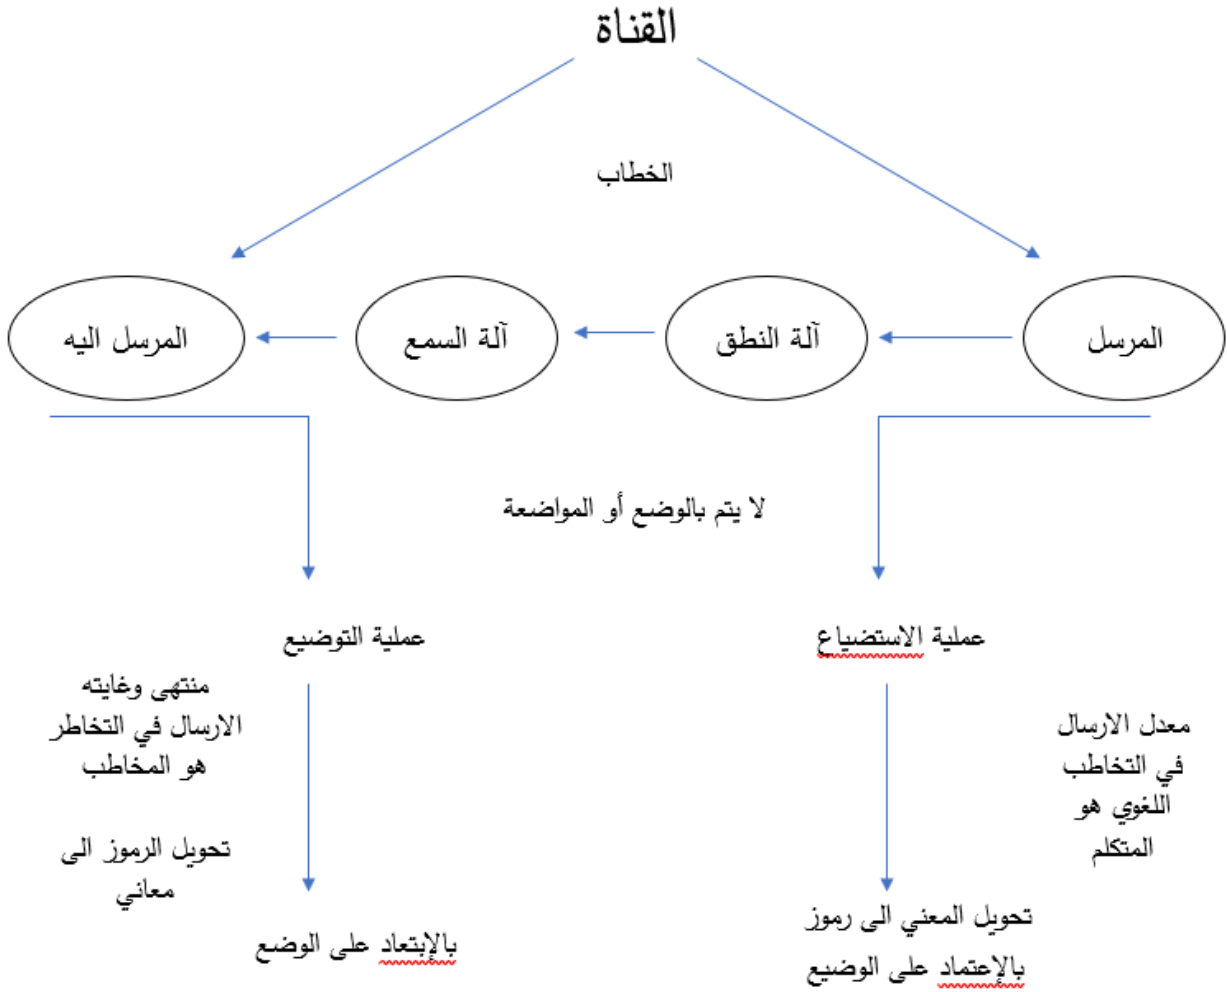 القناة
الخطاب
المرسل
آلة النطق
آلة السمع
المرسل اليه
لا يتم بالوضع أو المواضعة
عملية الاستضياع
عملية التوضيع
معدل الارسال
في التخاطب
اللغوي هو
المتكلم
منتهى وغايته
الارسال في التخاطر
هو المخاطب
تحويل الرموز الى
معاني
تحويل المعني الى رموز
بالإعتماد على الوضيع
بالإبتعاد على الوضع